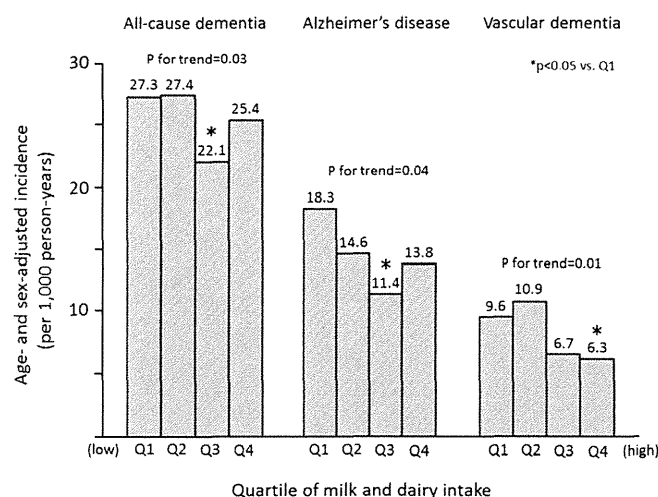 All-cause dementia Alzheimer's disease Vascular dementia
P for trend=0.03
*p<0.05 vs. Q1
30
27.3 27.4
25.4
*
22.1
P for trend=0.04
20
18.3
14.6
13.8
*
11.4
P for trend=0.01
10
9.6 10.9
*
6.7 6.3
Age- and sex-adjusted incidence
(per 1,000 person-years)
(low) Q1 Q2 Q3 Q4 Q1 Q2 Q3 Q4 Q1 Q2 Q3 Q4 (high)
Quartile of milk and dairy intake